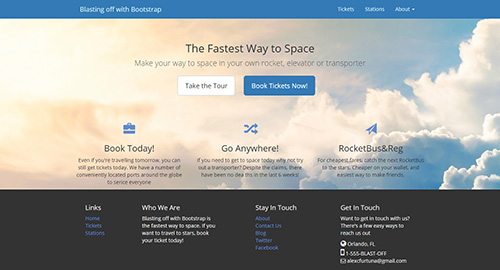 Blasting off with Bootstrap
Tickets
Stations
About
The Fastest Way to Space
Make your way to space in your own rocket, elevator or transporter
Take the Tour
Book Tickets Now!
Book Today!
Even if you're travelling tomorrow, you can
still get tickets today. We have a number of
conveniently located ports around the globe
to serice everyone
Go Anywhere!
If you need to get to space today why not try
out a transporter? Despite the claims, there
have been no deaths in the last 6 weeks!
RocketBus&Reg
For cheapest fares, catch the next RocketBus
to the stars. Cheaper on your wallet, and
easiest way to make friends.
Links
Home
Tickets
Stations
Who We Are
Blasting off with Bootstrap is
the fastest way to space. If you
want to travel to stars, book
your ticket today!
Stay In Touch
About
Contact Us
Blog
Twitter
Facebook
Get In Touch
Want to get in touch with us?
There's a few easy ways to
reach us out
Orlando, FL
1-555-BLAST-OFF
alexcfurtuna@gmail.com